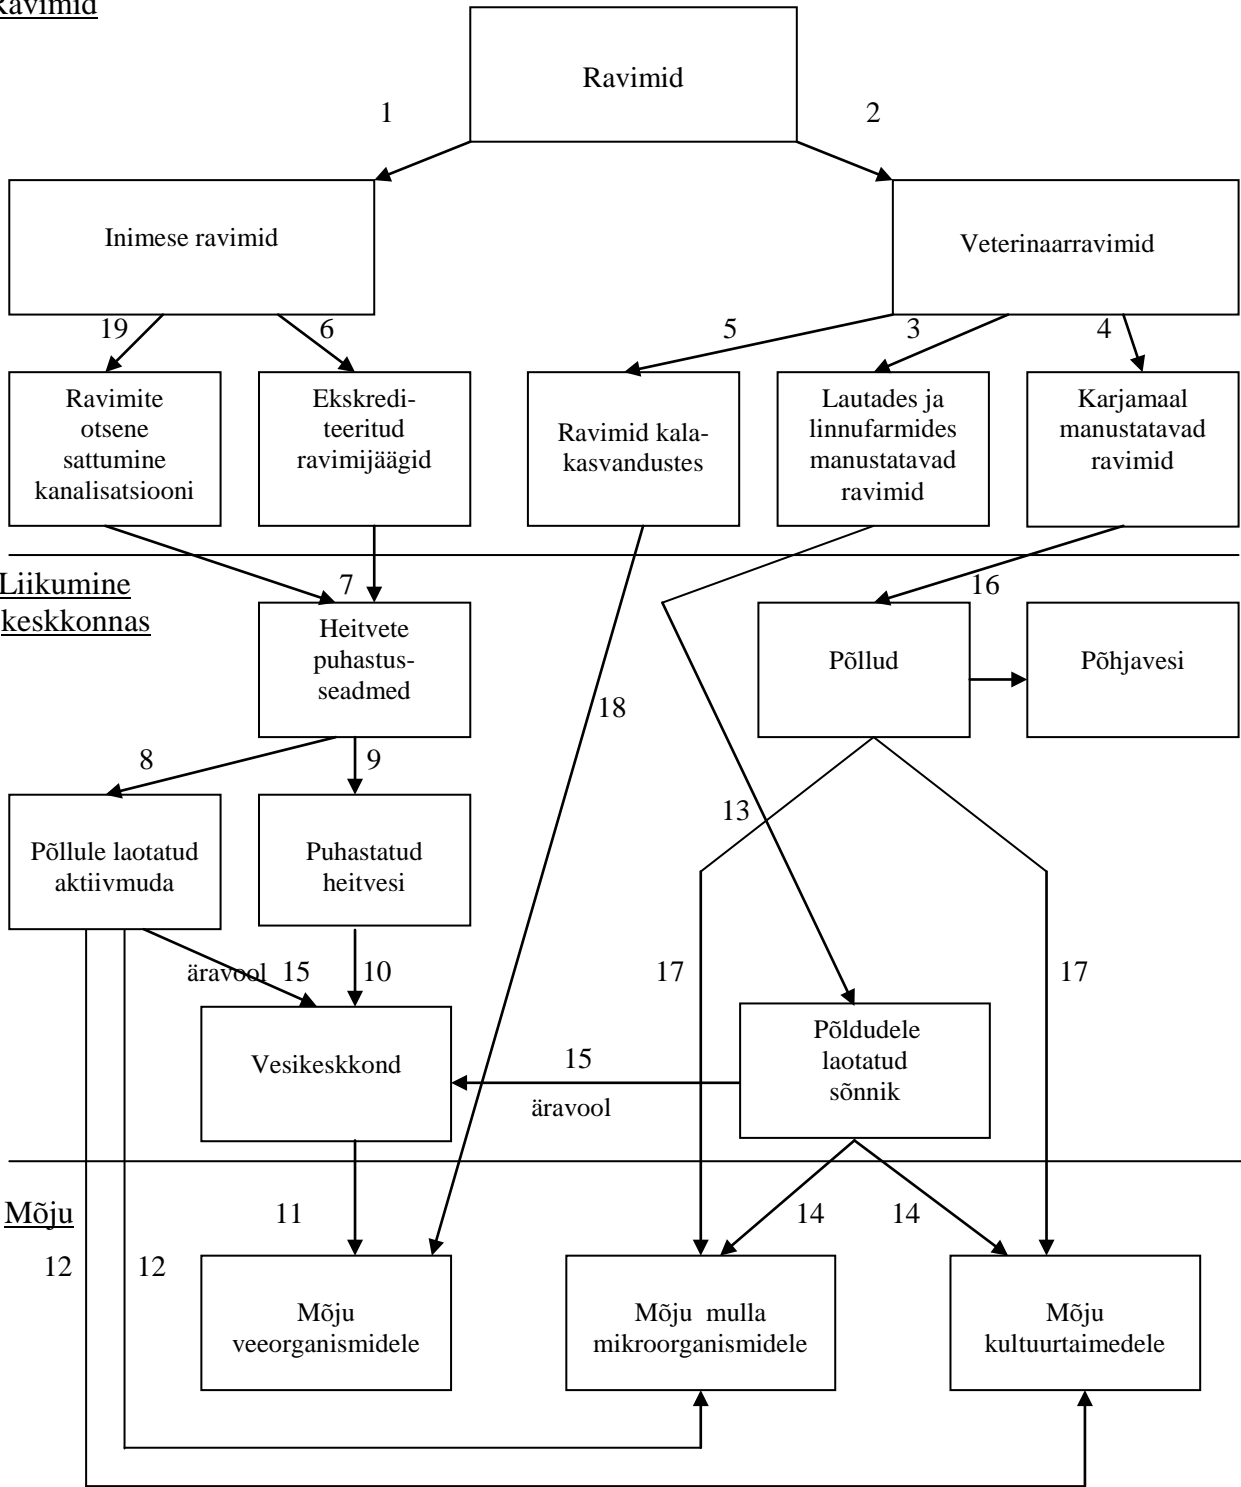 Ravimid
Ravimid
1
2
Inimese ravimid
Veterinaarravimid
19
6
5
3
4
Ravimite
otsene
sattumine
kanalisatsiooni
Ekskredi-
teeritud
ravimijäägid
Ravimid kala-
kasvandustes
Lautades ja
linnufarmides
manustatavad
ravimid
Karjamaal
manustatavad
ravimid
Liikumine
keskkonnas
7
16
Heitvete
puhastus-
seadmed
Põllud
Põhjavesi
18
8
9
13
Põllule laotatud
aktiivmuda
Puhastatud
heitvesi
äravool 15
10
17
17
Vesikeskkond
15
äravool
Põldudele
laotatud
sõnnik
Mõju
11
14
14
12
12
Mõju
veeorganismidele
Mõju mulla
mikroorganismidele
Mõju
kultuurtaimedele